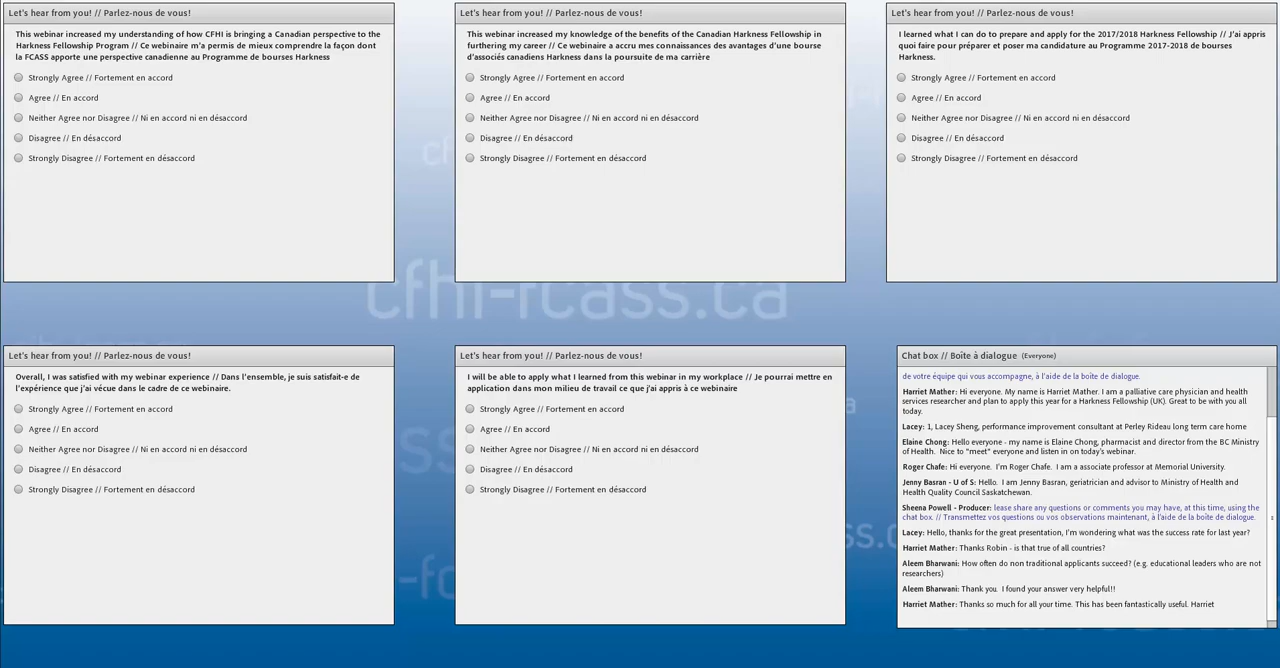 Let's hear from you! // Parlez-nous de vous!
This webinar increased my understanding of how CFHI is bringing a Canadian perspective to the
Harkness Fellowship Program // Ce webinaire m'a permis de mieux comprendre la façon dont
la FCASS apporte une perspective canadienne au Programme de bourses Harkness
Strongly Agree // Fortement en accord
Agree // En accord
Neither Agree nor Disagree // Ni en accord ni en désaccord
Disagree // En désaccord
Strongly Disagree // Fortement en désaccord
Let's hear from you! // Parlez-nous de vous!
This webinar increased my knowledge of the benefits of the Canadian Harkness Fellowship in
furthering my career // Ce webinaire a accru mes connaissances des avantages d'une bourse
d'associés canadiens Harkness dans la poursuite de ma carrière
Strongly Agree // Fortement en accord
Agree // En accord
Neither Agree nor Disagree // Ni en accord ni en désaccord
Disagree // En désaccord
Strongly Disagree // Fortement en désaccord
Let's hear from you! // Parlez-nous de vous!
I learned what I can do to prepare and apply for the 2017/2018 Harkness Fellowship // J'ai appris
quoi faire pour préparer et poser ma candidature au Programme 2017-2018 de bourses
Harkness.
Strongly Agree // Fortement en accord
Agree // En accord
Neither Agree nor Disagree // Ni en accord ni en désaccord
Disagree // En désaccord
Strongly Disagree // Fortement en désaccord
cfhi-fcass.ca
Let's hear from you! // Parlez-nous de vous!
Overall, I was satisfied with my webinar experience // Dans l'ensemble, je suis satisfait-e de
l'expérience que j'ai vécue dans le cadre de ce webinaire.
Strongly Agree // Fortement en accord
Agree // En accord
Neither Agree nor Disagree // Ni en accord ni en désaccord
Disagree // En désaccord
Strongly Disagree // Fortement en désaccord
Let's hear from you! // Parlez-nous de vous!
I will be able to apply what I learned from this webinar in my workplace // Je pourrai mettre en
application dans mon milieu de travail ce que j'ai appris à ce webinaire
Strongly Agree // Fortement en accord
Agree // En accord
Neither Agree nor Disagree // Ni en accord ni en désaccord
Disagree // En désaccord
Strongly Disagree // Fortement en désaccord
Chat box // Boîte à dialogue (Everyone)
de votre équipe qui vous accompagne, à l'aide de la boîte de dialogue.
Harriet Mather: Hi everyone. My name is Harriet Mather. I am a palliative care physician and health
services researcher and plan to apply this year for a Harkness Fellowship (UK). Great to be with you all
today.
Lacey: 1, Lacey Sheng, performance improvement consultant at Perley Rideau long term care home
Elaine Chong: Hello everyone - my name is Elaine Chong, pharmacist and director from the BC Ministry
of Health. Nice to "meet" everyone and listen in on today's webinar.
Roger Chafe: Hi everyone. I'm Roger Chafe. I am a associate professor at Memorial University.
Jenny Basran - U of S: Hello. I am Jenny Basran, geriatrician and advisor to Ministry of Health and
Health Quality Council Saskatchewan.
Sheena Powell - Producer: lease share any questions or comments you may have, at this time, using the
chat box. // Transmettez vos questions ou vos observations maintenant, à l'aide de la boîte de dialogue.
Lacey: Hello, thanks for the great presentation, I'm wondering what was the success rate for last year?
Harriet Mather: Thanks Robin - is that true of all countries?
Aleem Bharwani: How often do non traditional applicants succeed? (e.g. educational leaders who are not
researchers)
Aleem Bharwani: Thank you. I found your answer very helpful!!
Harriet Mather: Thanks so much for all your time. This has been fantastically useful. Harriet